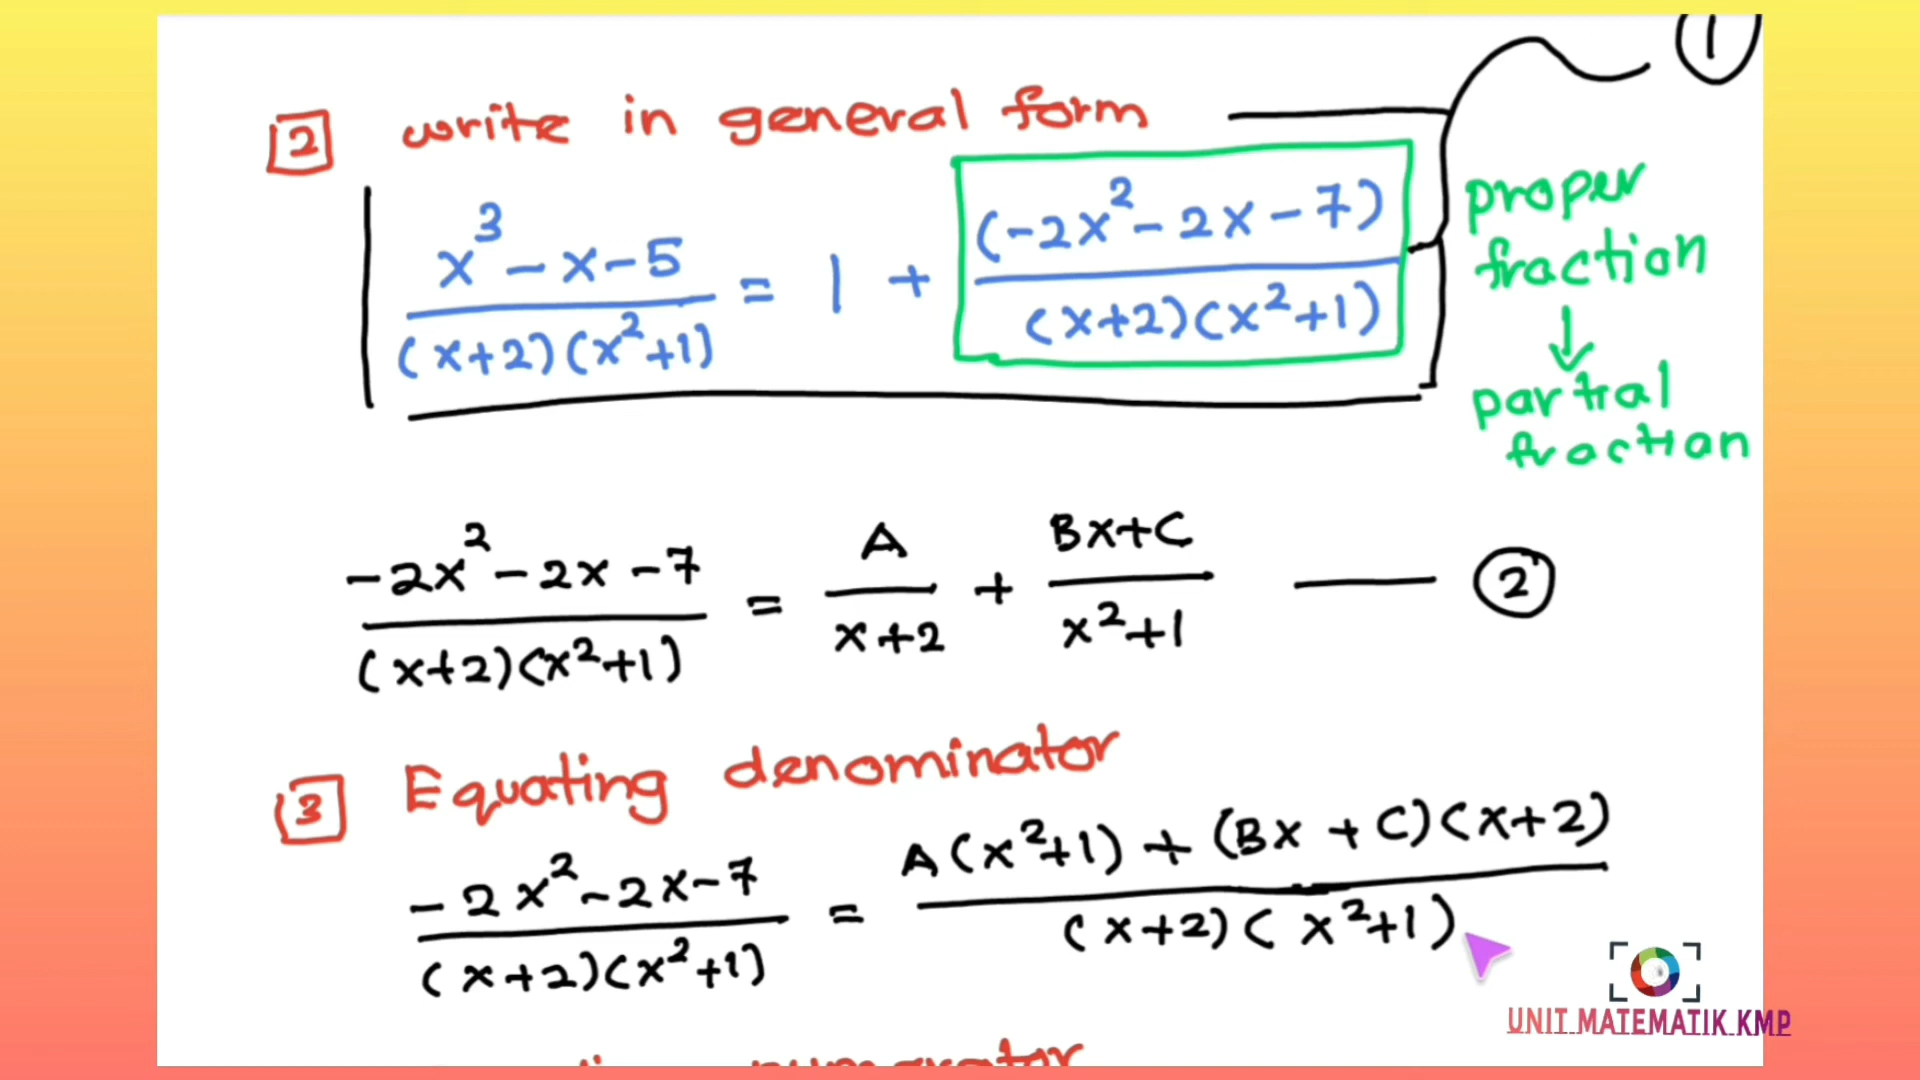 ①
2 write in general form
x³ - x - 5 / (x+2)(x²+1) = 1 + (-2x² - 2x - 7) / (x+2)(x²+1)
proper
fraction
↓
partial
fraction
-2x² - 2x - 7 / (x+2)(x²+1) = A / x+2 + Bx+C / x²+1 —— ②
3 Equating denominator
-2x² - 2x - 7 / (x+2)(x²+1) = A(x²+1) + (Bx + C)(x+2) / (x+2)(x²+1)
numerator
UNIT MATEMATIK KMP